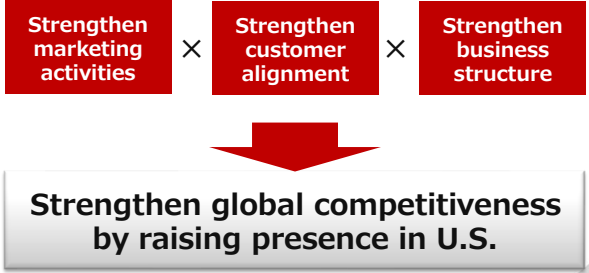 Strengthen
marketing
activities
×
Strengthen
customer
alignment
×
Strengthen
business
structure
Strengthen global competitiveness
by raising presence in U.S.